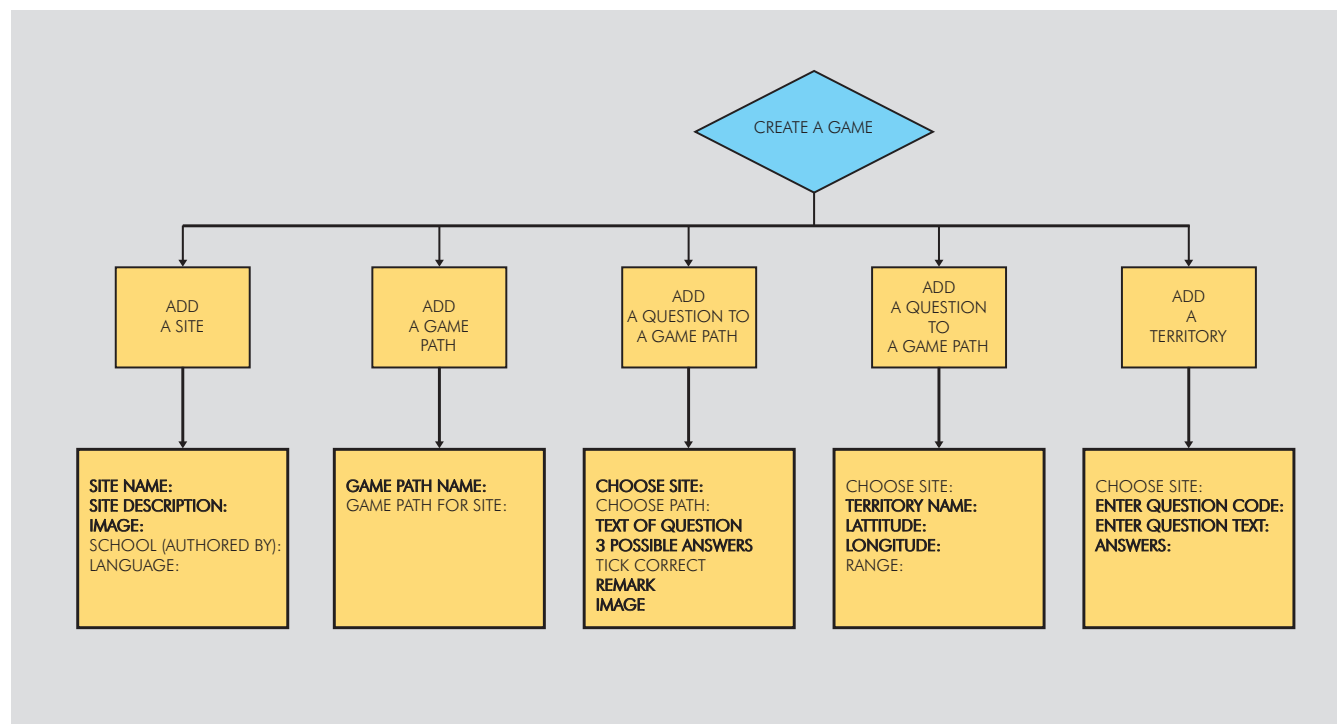 CREATE A GAME
ADD
A SITE
ADD
A GAME
PATH
ADD
A QUESTION TO
A GAME PATH
ADD
A QUESTION
TO
A GAME PATH
ADD
A
TERRITORY
SITE NAME:
SITE DESCRIPTION:
IMAGE:
SCHOOL (AUTHORED BY):
LANGUAGE:
GAME PATH NAME:
GAME PATH FOR SITE:
CHOOSE SITE:
CHOOSE PATH:
TEXT OF QUESTION
3 POSSIBLE ANSWERS
TICK CORRECT
REMARK
IMAGE
CHOOSE SITE:
TERRITORY NAME:
LATTITUDE:
LONGITUDE:
RANGE:
CHOOSE SITE:
ENTER QUESTION CODE:
ENTER QUESTION TEXT:
ANSWERS: